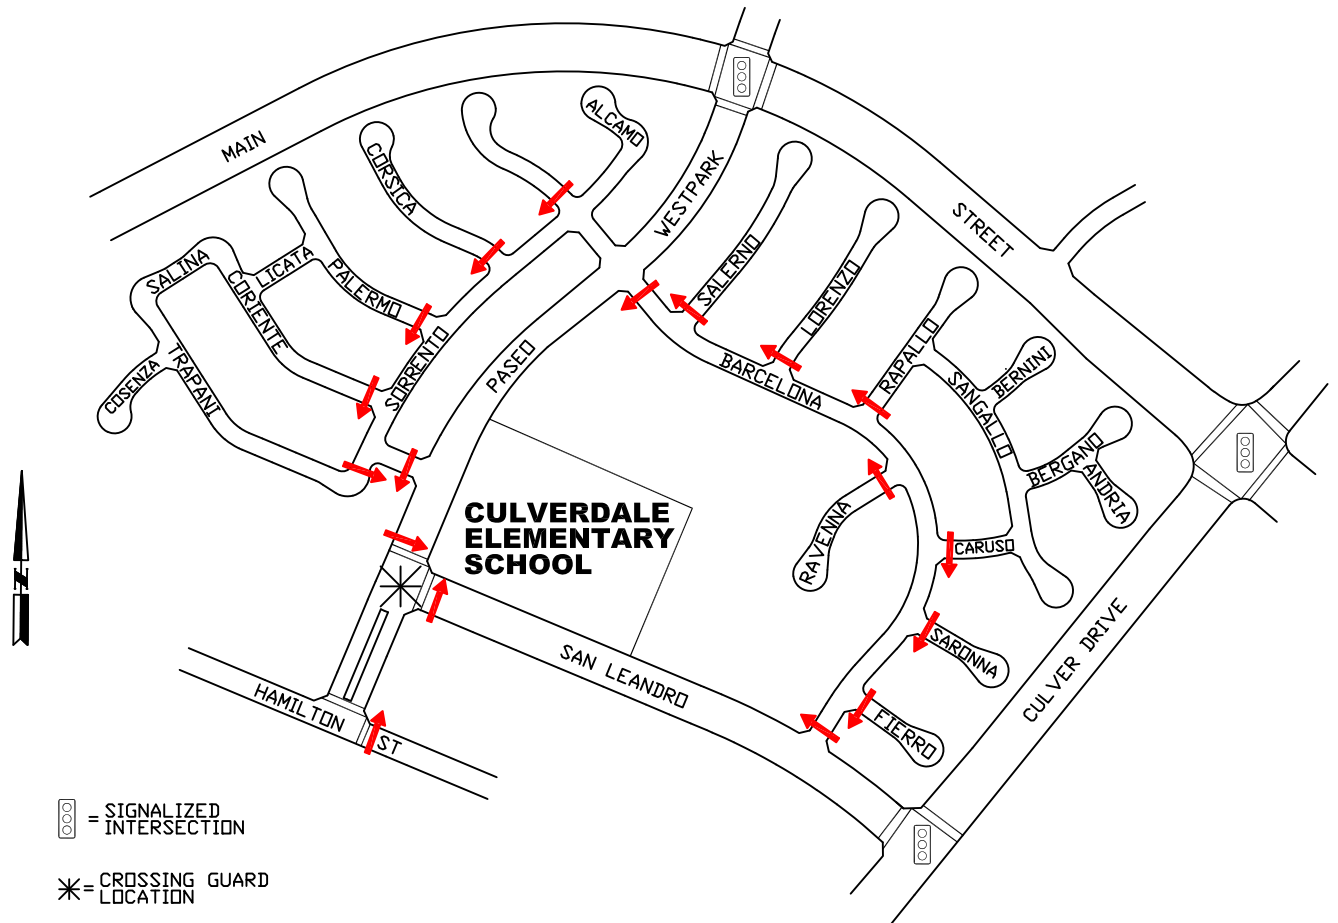 ALCAMO
MAIN
CORSICA
WESTPARK
STREET
SALINA
LICATA
CORIENTE
PALERMO
SALERNO
LORENZO
COSENZA
TRAPANI
SORRENTO
PASEO
BARCELONA
RAPALLO
SANGALLO
BERNINI
BERGANO
ANDRIA
CULVERDALE
ELEMENTARY
SCHOOL
RAVENNA
CARUSO
N
SARONNA
SAN LEANDRO
CULVER DRIVE
HAMILTON ST
FIERRO
= SIGNALIZED
INTERSECTION
= CROSSING GUARD
LOCATION